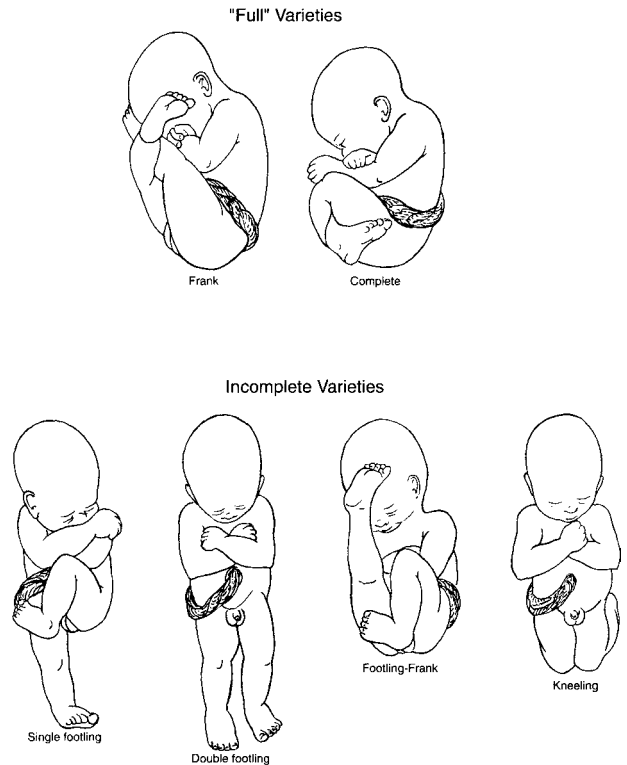 "Full" Varieties
Frank
Complete
Incomplete Varieties
Single footling
Double footling
Footling-Frank
Kneeling